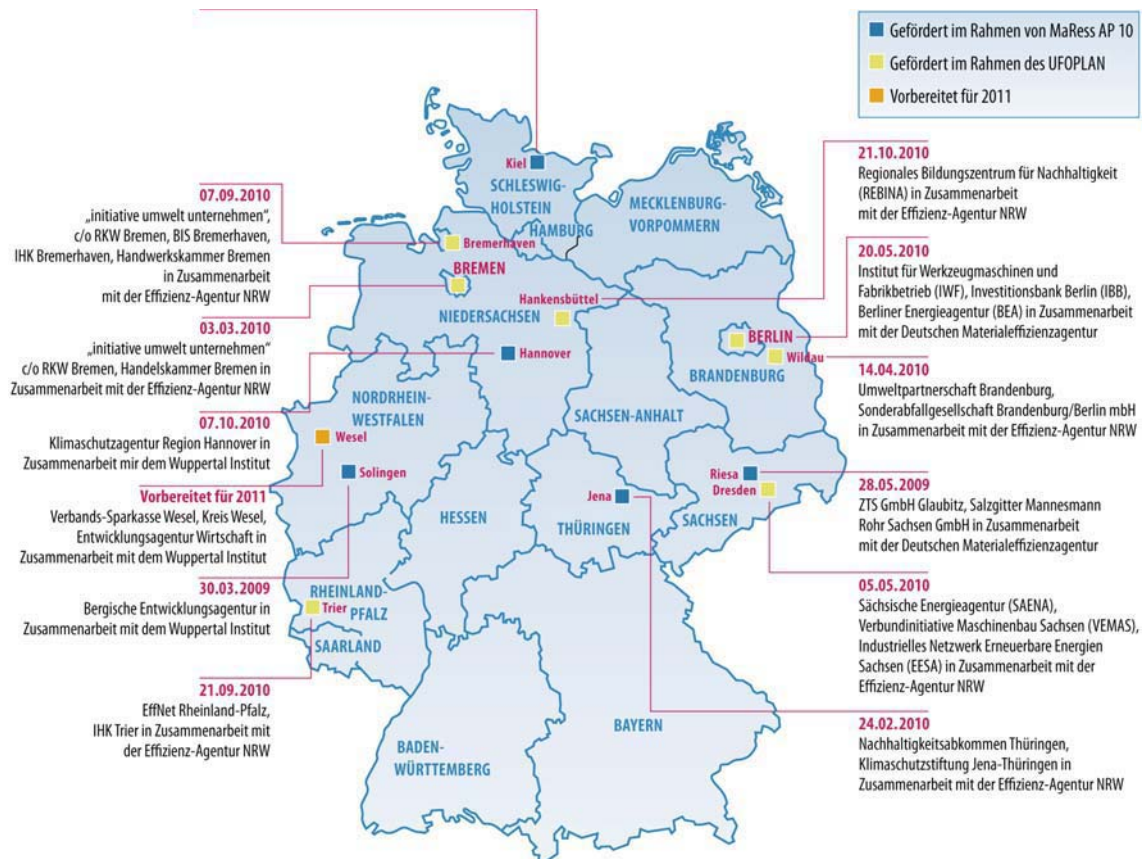 Gefördert im Rahmen von MaRess AP 10
Gefördert im Rahmen des UFOPLAN
Vorbereitet für 2011
07.09.2010
„initiative umwelt unternehmen“,
c/o RKW Bremen, BIS Bremerhaven,
IHK Bremerhaven, Handwerkskammer Bremen
in Zusammenarbeit
mit der Effizienz-Agentur NRW
03.03.2010
„initiative umwelt unternehmen“
c/o RKW Bremen, Handelskammer Bremen in
Zusammenarbeit mit der Effizienz-Agentur NRW
07.10.2010
Klimaschutzagentur Region Hannover in
Zusammenarbeit mir dem Wuppertal Institut
Vorbereitet für 2011
Verbands-Sparkasse Wesel, Kreis Wesel,
Entwicklungsagentur Wirtschaft in
Zusammenarbeit mit dem Wuppertal Institut
30.03.2009
Bergische Entwicklungsagentur in
Zusammenarbeit mit dem Wuppertal Institut
21.09.2010
EffNet Rheinland-Pfalz,
IHK Trier in Zusammenarbeit mit
der Effizienz-Agentur NRW
Kiel
SCHLESWIG-
HOLSTEIN
MECKLENBURG-
VORPOMMERN
HAMBURG
Bremerhaven
BREMEN
Hankensbüttel
NIEDERSACHSEN
Hannover
BERLIN
Wildau
BRANDENBURG
NORDRHEIN-
WESTFALEN
SACHSEN-ANHALT
Wesel
Solingen
Riesa
Dresden
Jena
HESSEN
THÜRINGEN
SACHSEN
RHEINLAND-
PFALZ
Trier
SAARLAND
BAYERN
BADEN-
WÜRTTEMBERG
21.10.2010
Regionales Bildungszentrum für Nachhaltigkeit
(REBINA) in Zusammenarbeit
mit der Effizienz-Agentur NRW
20.05.2010
Institut für Werkzeugmaschinen und
Fabrikbetrieb (IWF), Investitionsbank Berlin (IBB),
Berliner Energieagentur (BEA) in Zusammenarbeit
mit der Deutschen Materialeffizienzagentur
14.04.2010
Umweltpartnerschaft Brandenburg,
Sonderabfallgesellschaft Brandenburg/Berlin mbH
in Zusammenarbeit mit der Effizienz-Agentur NRW
28.05.2009
ZTS GmbH Glaubitz, Salzgitter Mannesmann
Rohr Sachsen GmbH in Zusammenarbeit
mit der Deutschen Materialeffizienzagentur
05.05.2010
Sächsische Energieagentur (SAENA),
Verbundinitiative Maschinenbau Sachsen (VEMAS),
Industrielles Netzwerk Erneuerbare Energien
Sachsen (EESA) in Zusammenarbeit mit der
Effizienz-Agentur NRW
24.02.2010
Nachhaltigkeitsabkommen Thüringen,
Klimaschutzstiftung Jena-Thüringen in
Zusammenarbeit mit der Effizienz-Agentur NRW